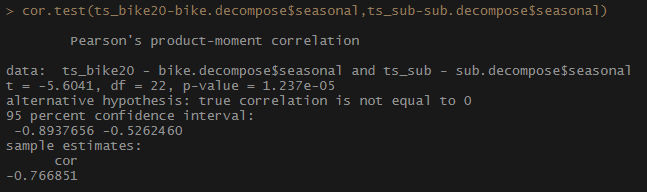 > cor.test(ts_bike20-bike.decompose$seasonal,ts_sub-sub.decompose$seasonal)
Pearson's product-moment correlation
data:  ts_bike20 - bike.decompose$seasonal and ts_sub - sub.decompose$seasonal
t = -5.6041, df = 22, p-value = 1.237e-05
alternative hypothesis: true correlation is not equal to 0
95 percent confidence interval:
-0.8937656 -0.5262460
sample estimates:
cor
-0.766851